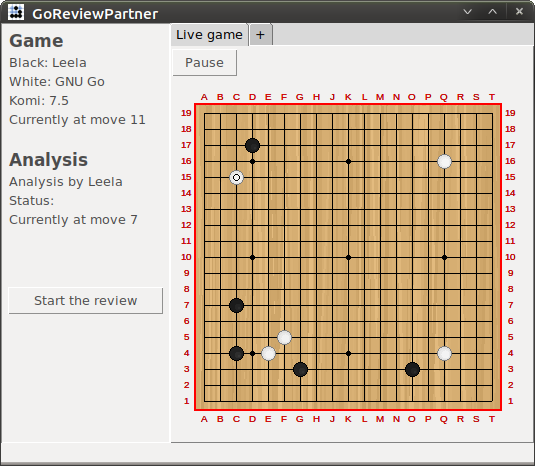 GoReviewPartner
Game
Black: Leela
White: GNU Go
Komi: 7.5
Currently at move 11
Analysis
Analysis by Leela
Status:
Currently at move 7
Start the review
Live game +
Pause
A B C D E F G H J K L M N O P Q R S T
19 19
18 18
17 17
16 16
15 15
14 14
13 13
12 12
11 11
10 10
9 9
8 8
7 7
6 6
5 5
4 4
3 3
2 2
1 1
A B C D E F G H J K L M N O P Q R S T